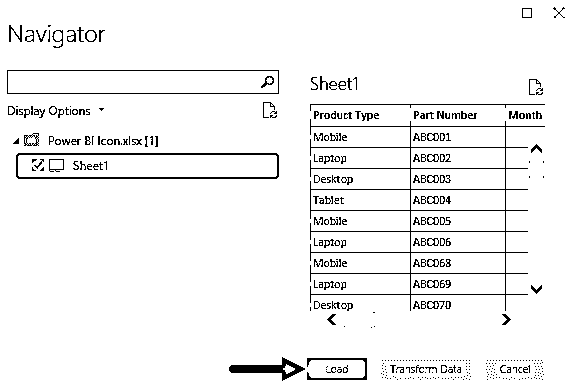 Navigator
Display Options
Power BI Icon.xlsx [1]
Sheet1
Sheet1
Product Type Part Number Month
Mobile ABC001
Laptop ABC002
Desktop ABC003
Tablet ABC004
Mobile ABC005
Laptop ABC006
Mobile ABC068
Laptop ABC069
Desktop ABC070
Load Transform Data Cancel